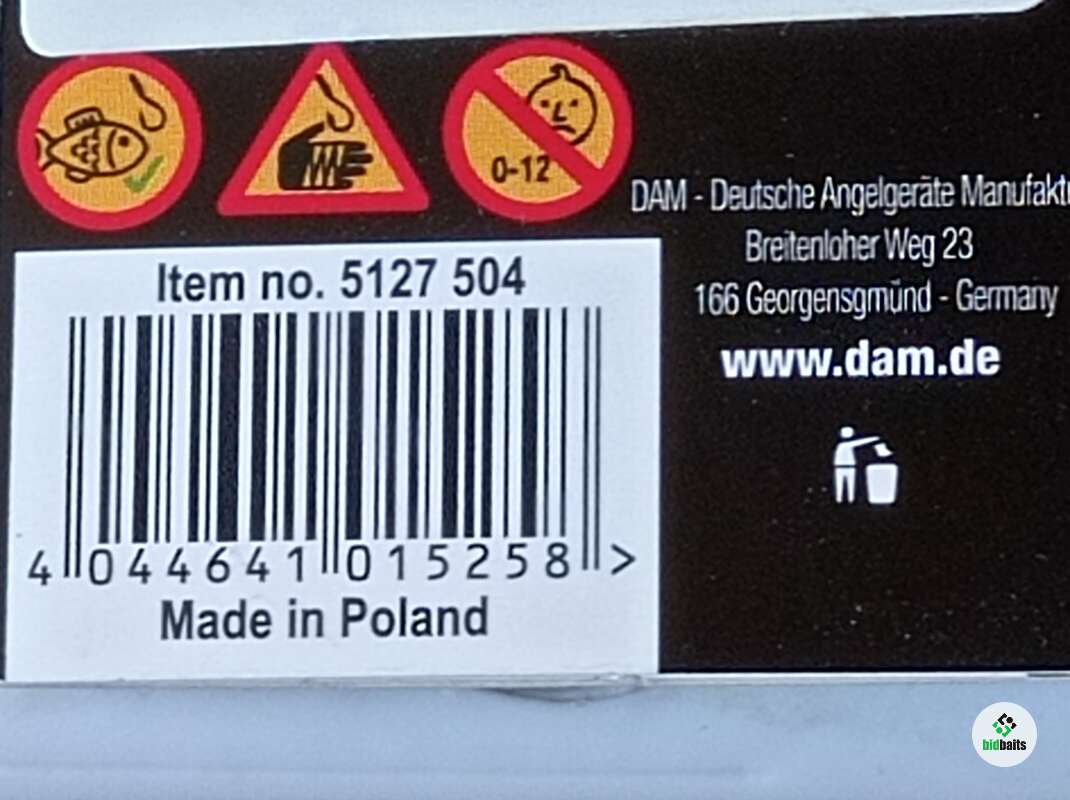 0-12
DAM - Deutsche Angelgeräte Manufakt
Breitenloher Weg 23
166 Georgensgmünd - Germany
www.dam.de
Item no. 5127 504
4 044641 015258 >
Made in Poland
bidbaits